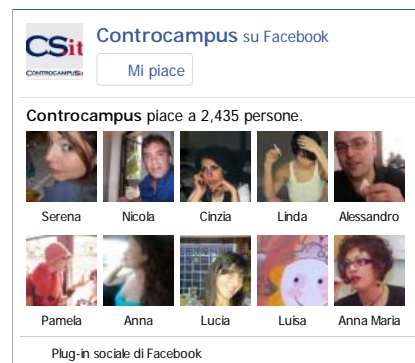 CSit
CONTROCAMPUS.it
Controcampus su Facebook
Mi piace
Controcampus piace a 2,435 persone.
Serena Nicola Cinzia Linda Alessandro
Pamela Anna Lucia Luisa Anna Maria
Plug-in sociale di Facebook